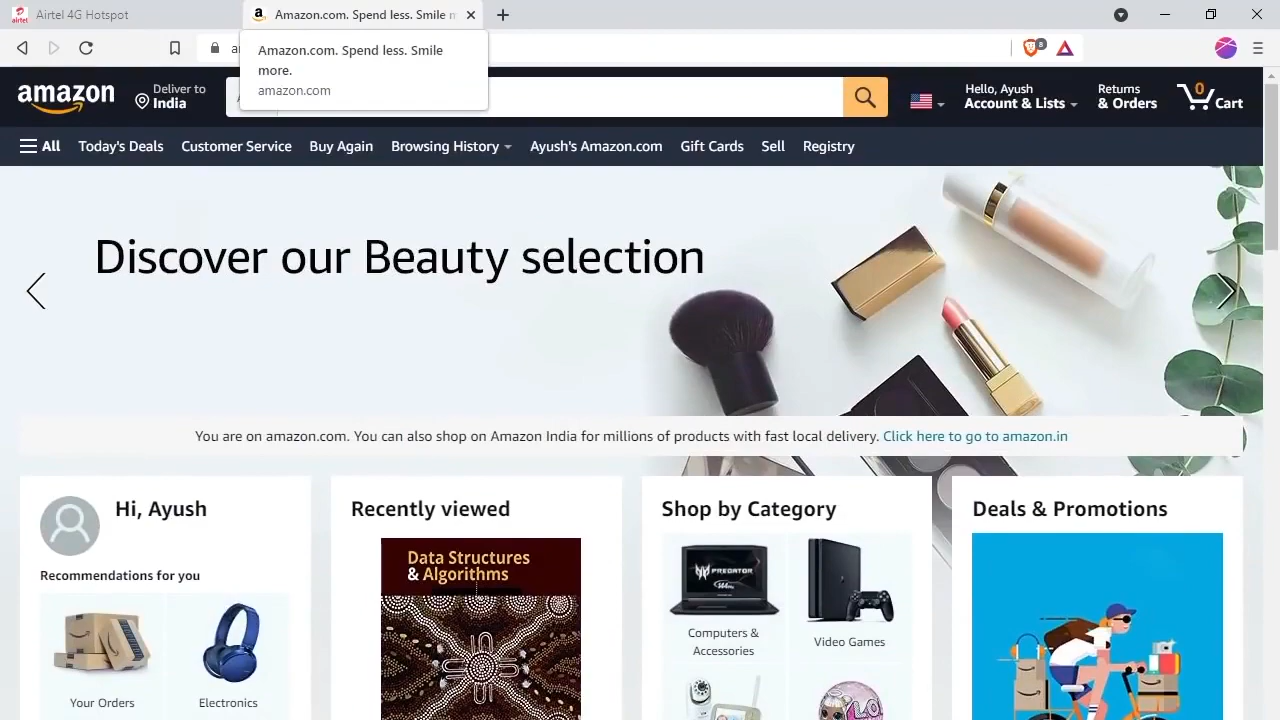 airtel
Airtel 4G Hotspot
Amazon.com. Spend less. Smile m
Amazon.com. Spend less. Smile
more.
amazon.com
8
amazon
Deliver to
India
Hello, Ayush
Account & Lists
Returns
& Orders
0
Cart
All
Today's Deals
Customer Service
Buy Again
Browsing History
Ayush's Amazon.com
Gift Cards
Sell
Registry
Discover our Beauty selection
You are on amazon.com. You can also shop on Amazon India for millions of products with fast local delivery. Click here to go to amazon.in
Hi, Ayush
Recommendations for you
Your Orders
Electronics
Recently viewed
Data Structures
& Algorithms
Shop by Category
PREDATOR
144Hz
Computers &
Accessories
Video Games
L.O.L
Deals & Promotions